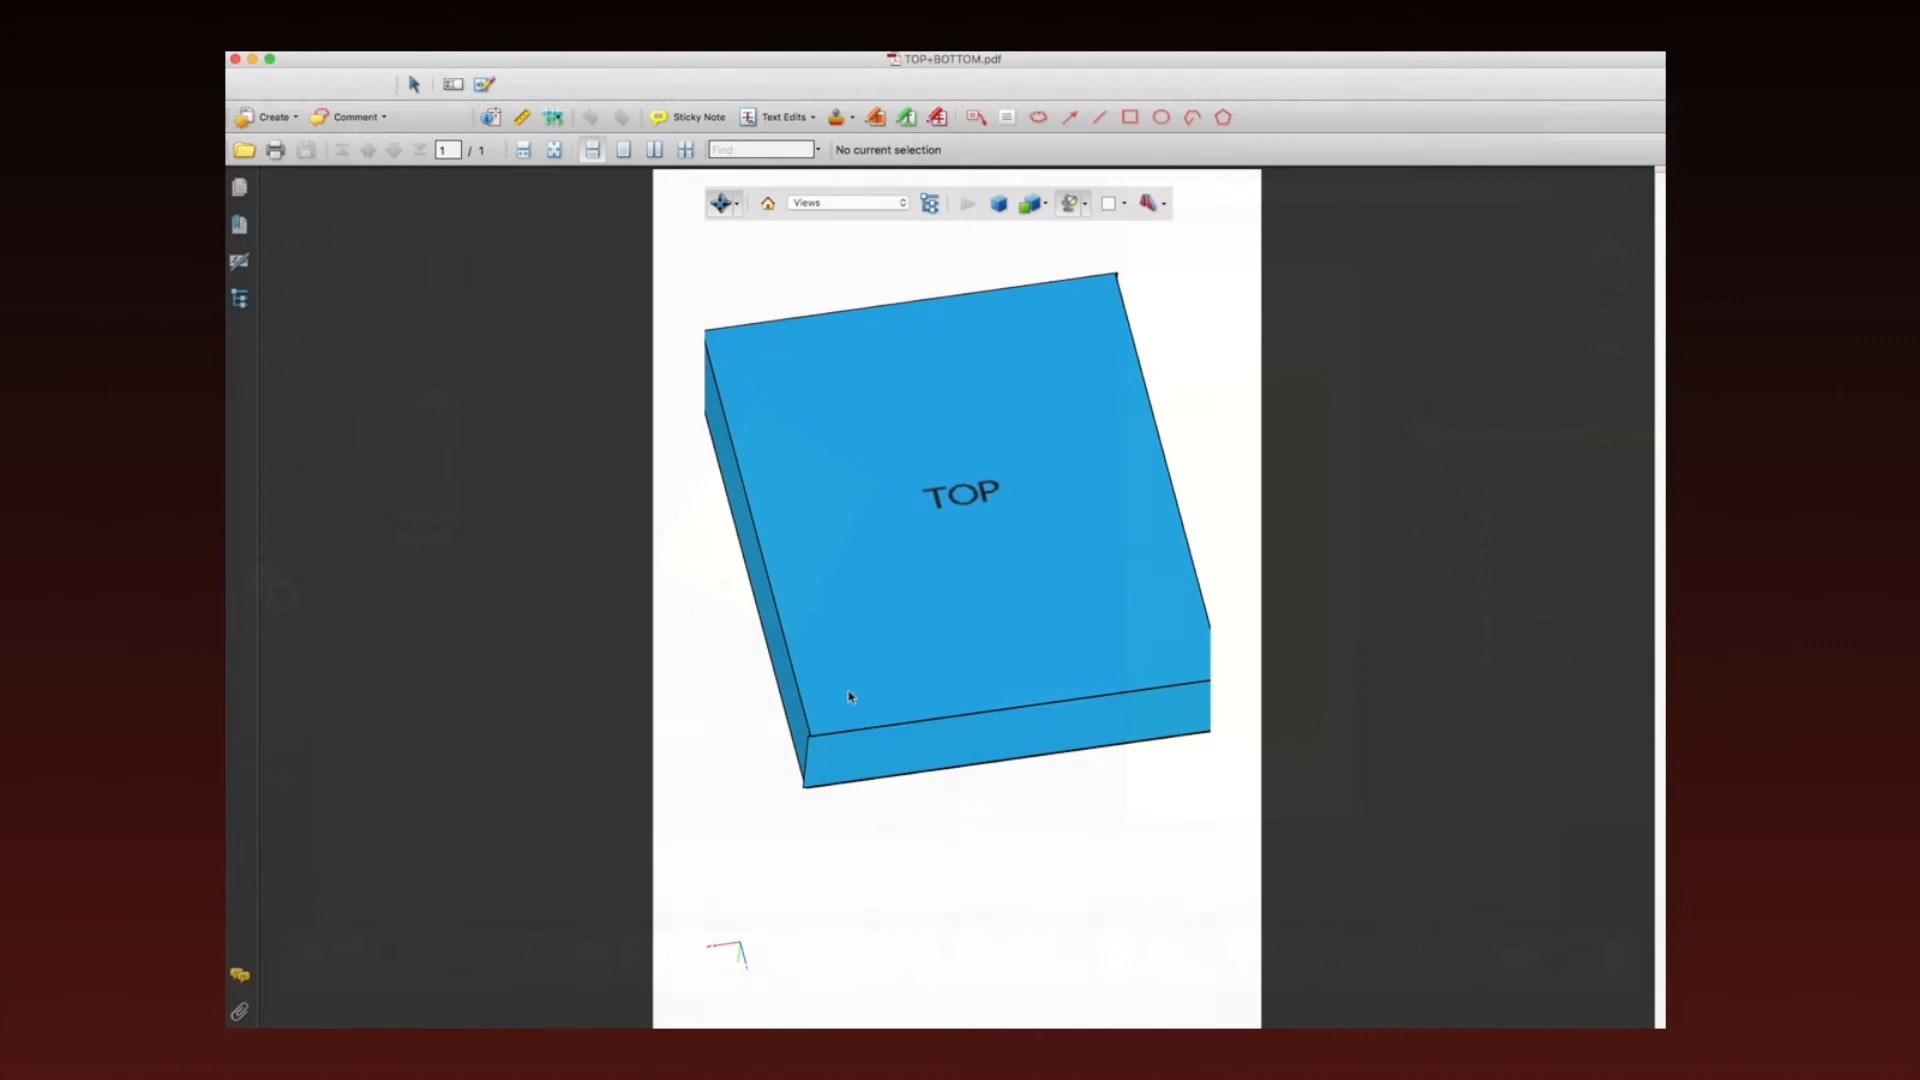 TOP+BOTTOM.pdf
Create
Comment
Sticky Note
Text Edits
1 / 1
Find
No current selection
Views
TOP